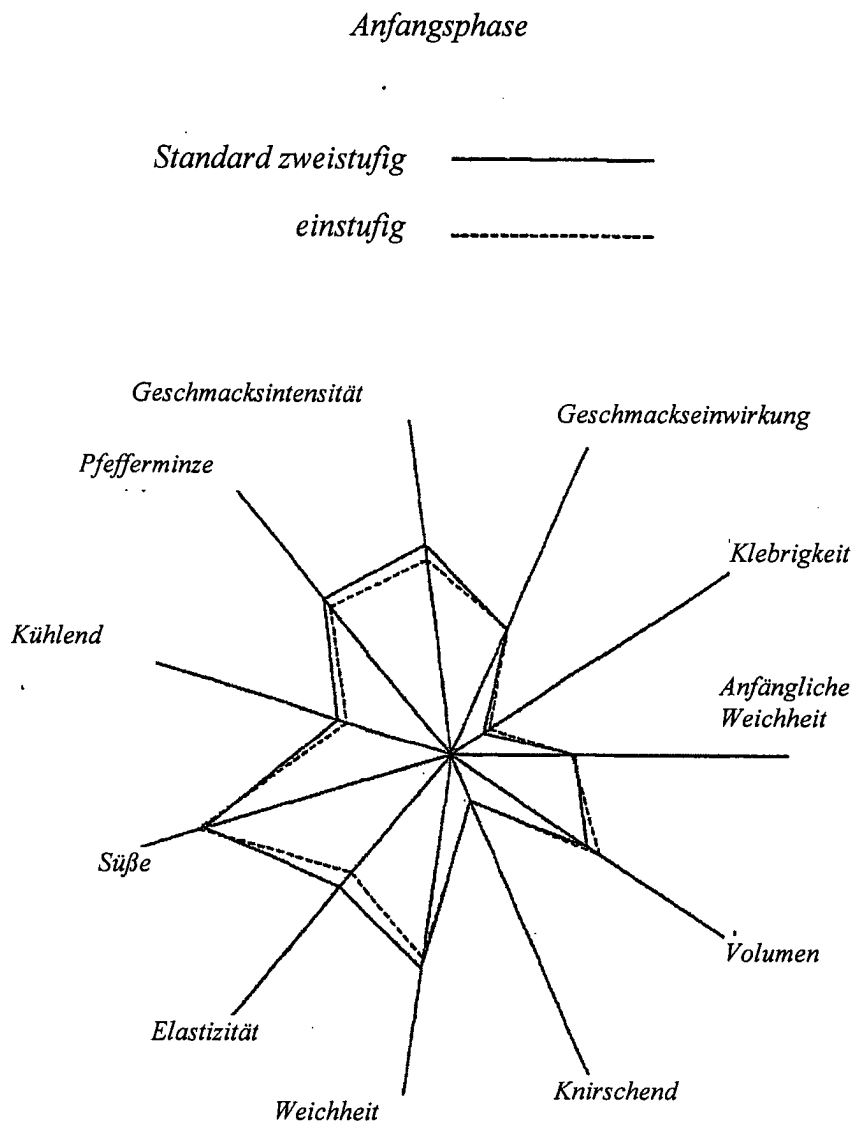 Anfangsphase
Standard zweistufig
einstufig
Geschmacksintensität
Geschmackseinwirkung
Pfefferminze
Klebrigkeit
Kühlend
Anfängliche
Weichheit
Süße
Volumen
Elastizität
Knirschend
Weichheit